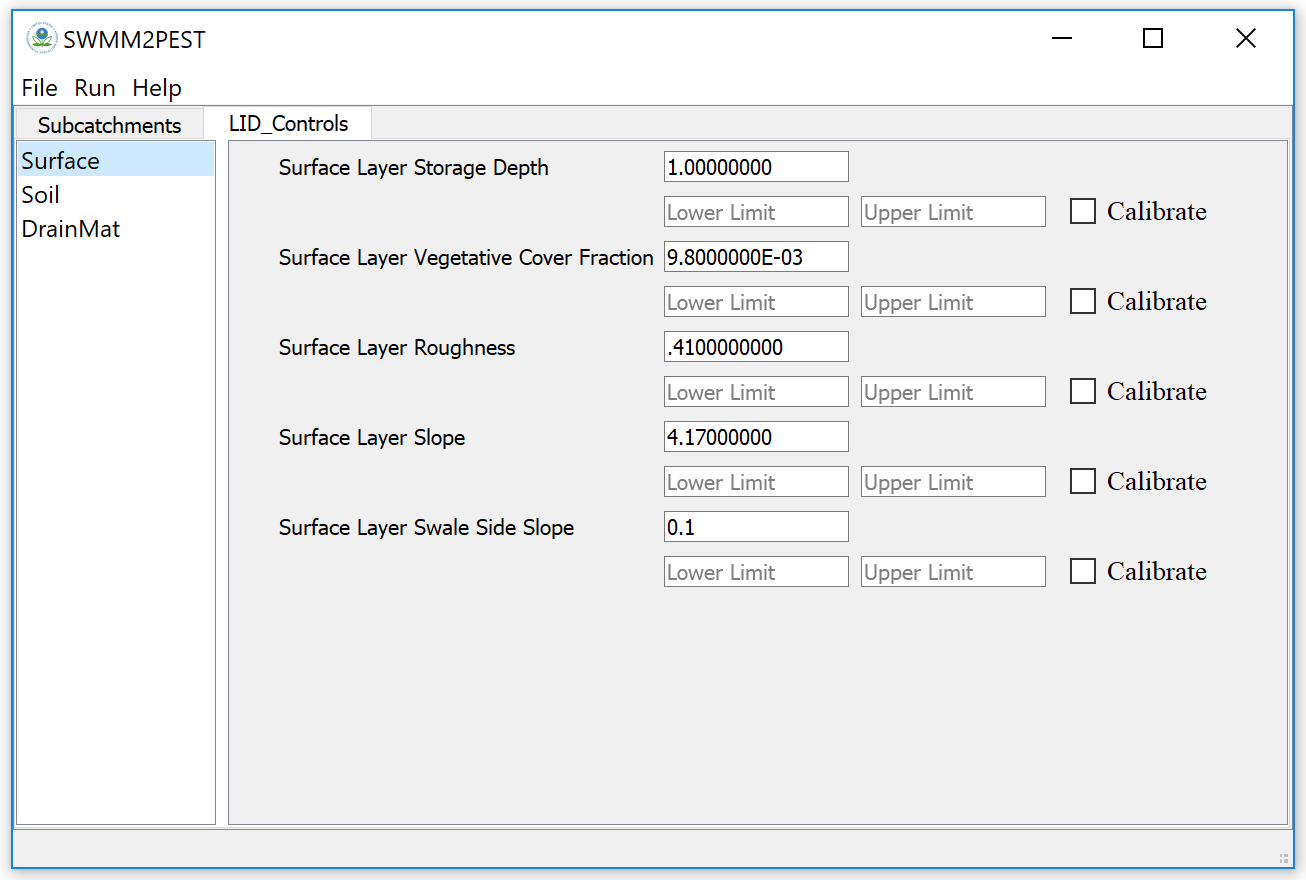 SWMM2PEST
File Run Help
Subcatchments LID_Controls
Surface
Soil
DrainMat
Surface Layer Storage Depth 1.00000000
Lower Limit Upper Limit Calibrate
Surface Layer Vegetative Cover Fraction 9.8000000E-03
Lower Limit Upper Limit Calibrate
Surface Layer Roughness .4100000000
Lower Limit Upper Limit Calibrate
Surface Layer Slope 4.17000000
Lower Limit Upper Limit Calibrate
Surface Layer Swale Side Slope 0.1
Lower Limit Upper Limit Calibrate